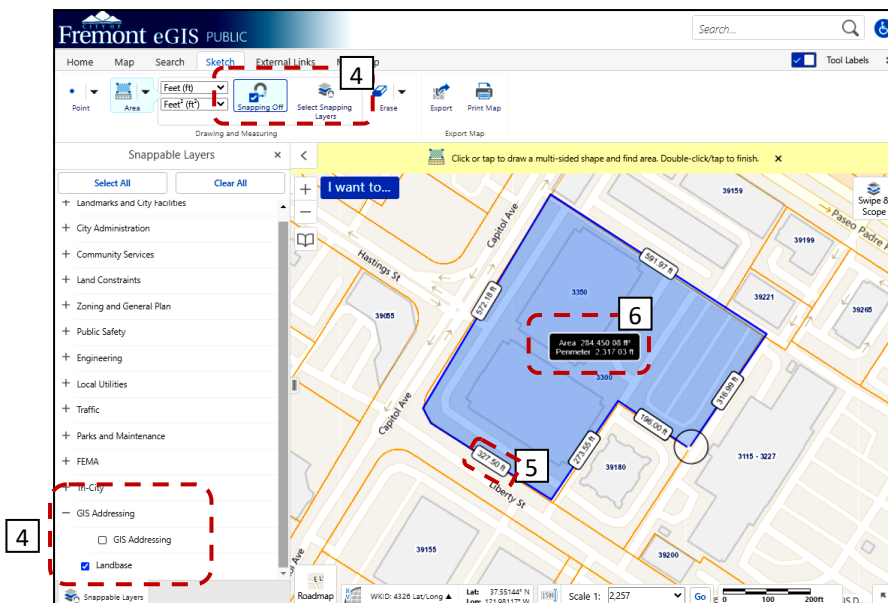 CITY OF
Fremont eGIS PUBLIC
Search...
Home Map Search Sketch External Links
4
Tool Labels
Point
Area
Feet (ft)
Feet² (ft²)
Snapping Off
Select Snapping
Layers
Erase
Export
Print Map
Drawing and Measuring
Export Map
Snappable Layers
Click or tap to draw a multi-sided shape and find area. Double-click/tap to finish.
Select All
Clear All
I want to...
Swipe &
Scope
Landmarks and City Facilities
City Administration
Community Services
Land Constraints
Zoning and General Plan
Public Safety
Engineering
Local Utilities
Traffic
Parks and Maintenance
FEMA
Tri-City
GIS Addressing
GIS Addressing
Landbase
4
Snappable Layers
39159
Capitol Ave
Paseo Padre P
39199
591.97 ft
Hastings St
3350
39221
39265
572.18 ft
39055
6
Area 284,450.08 ft²
Perimeter 2,317.03 ft
3300
316.99 ft
Capitol Ave
196.00 ft
273.55 ft
3115 - 3227
327.50 ft
5
39180
Liberty St
39155
39200
Ave
Roadmap
WKID: 4326 Lat/Long
Lat: 37.55144° N
Lon: 121.98117° W
Scale 1: 2,257
Go
0 100 200ft